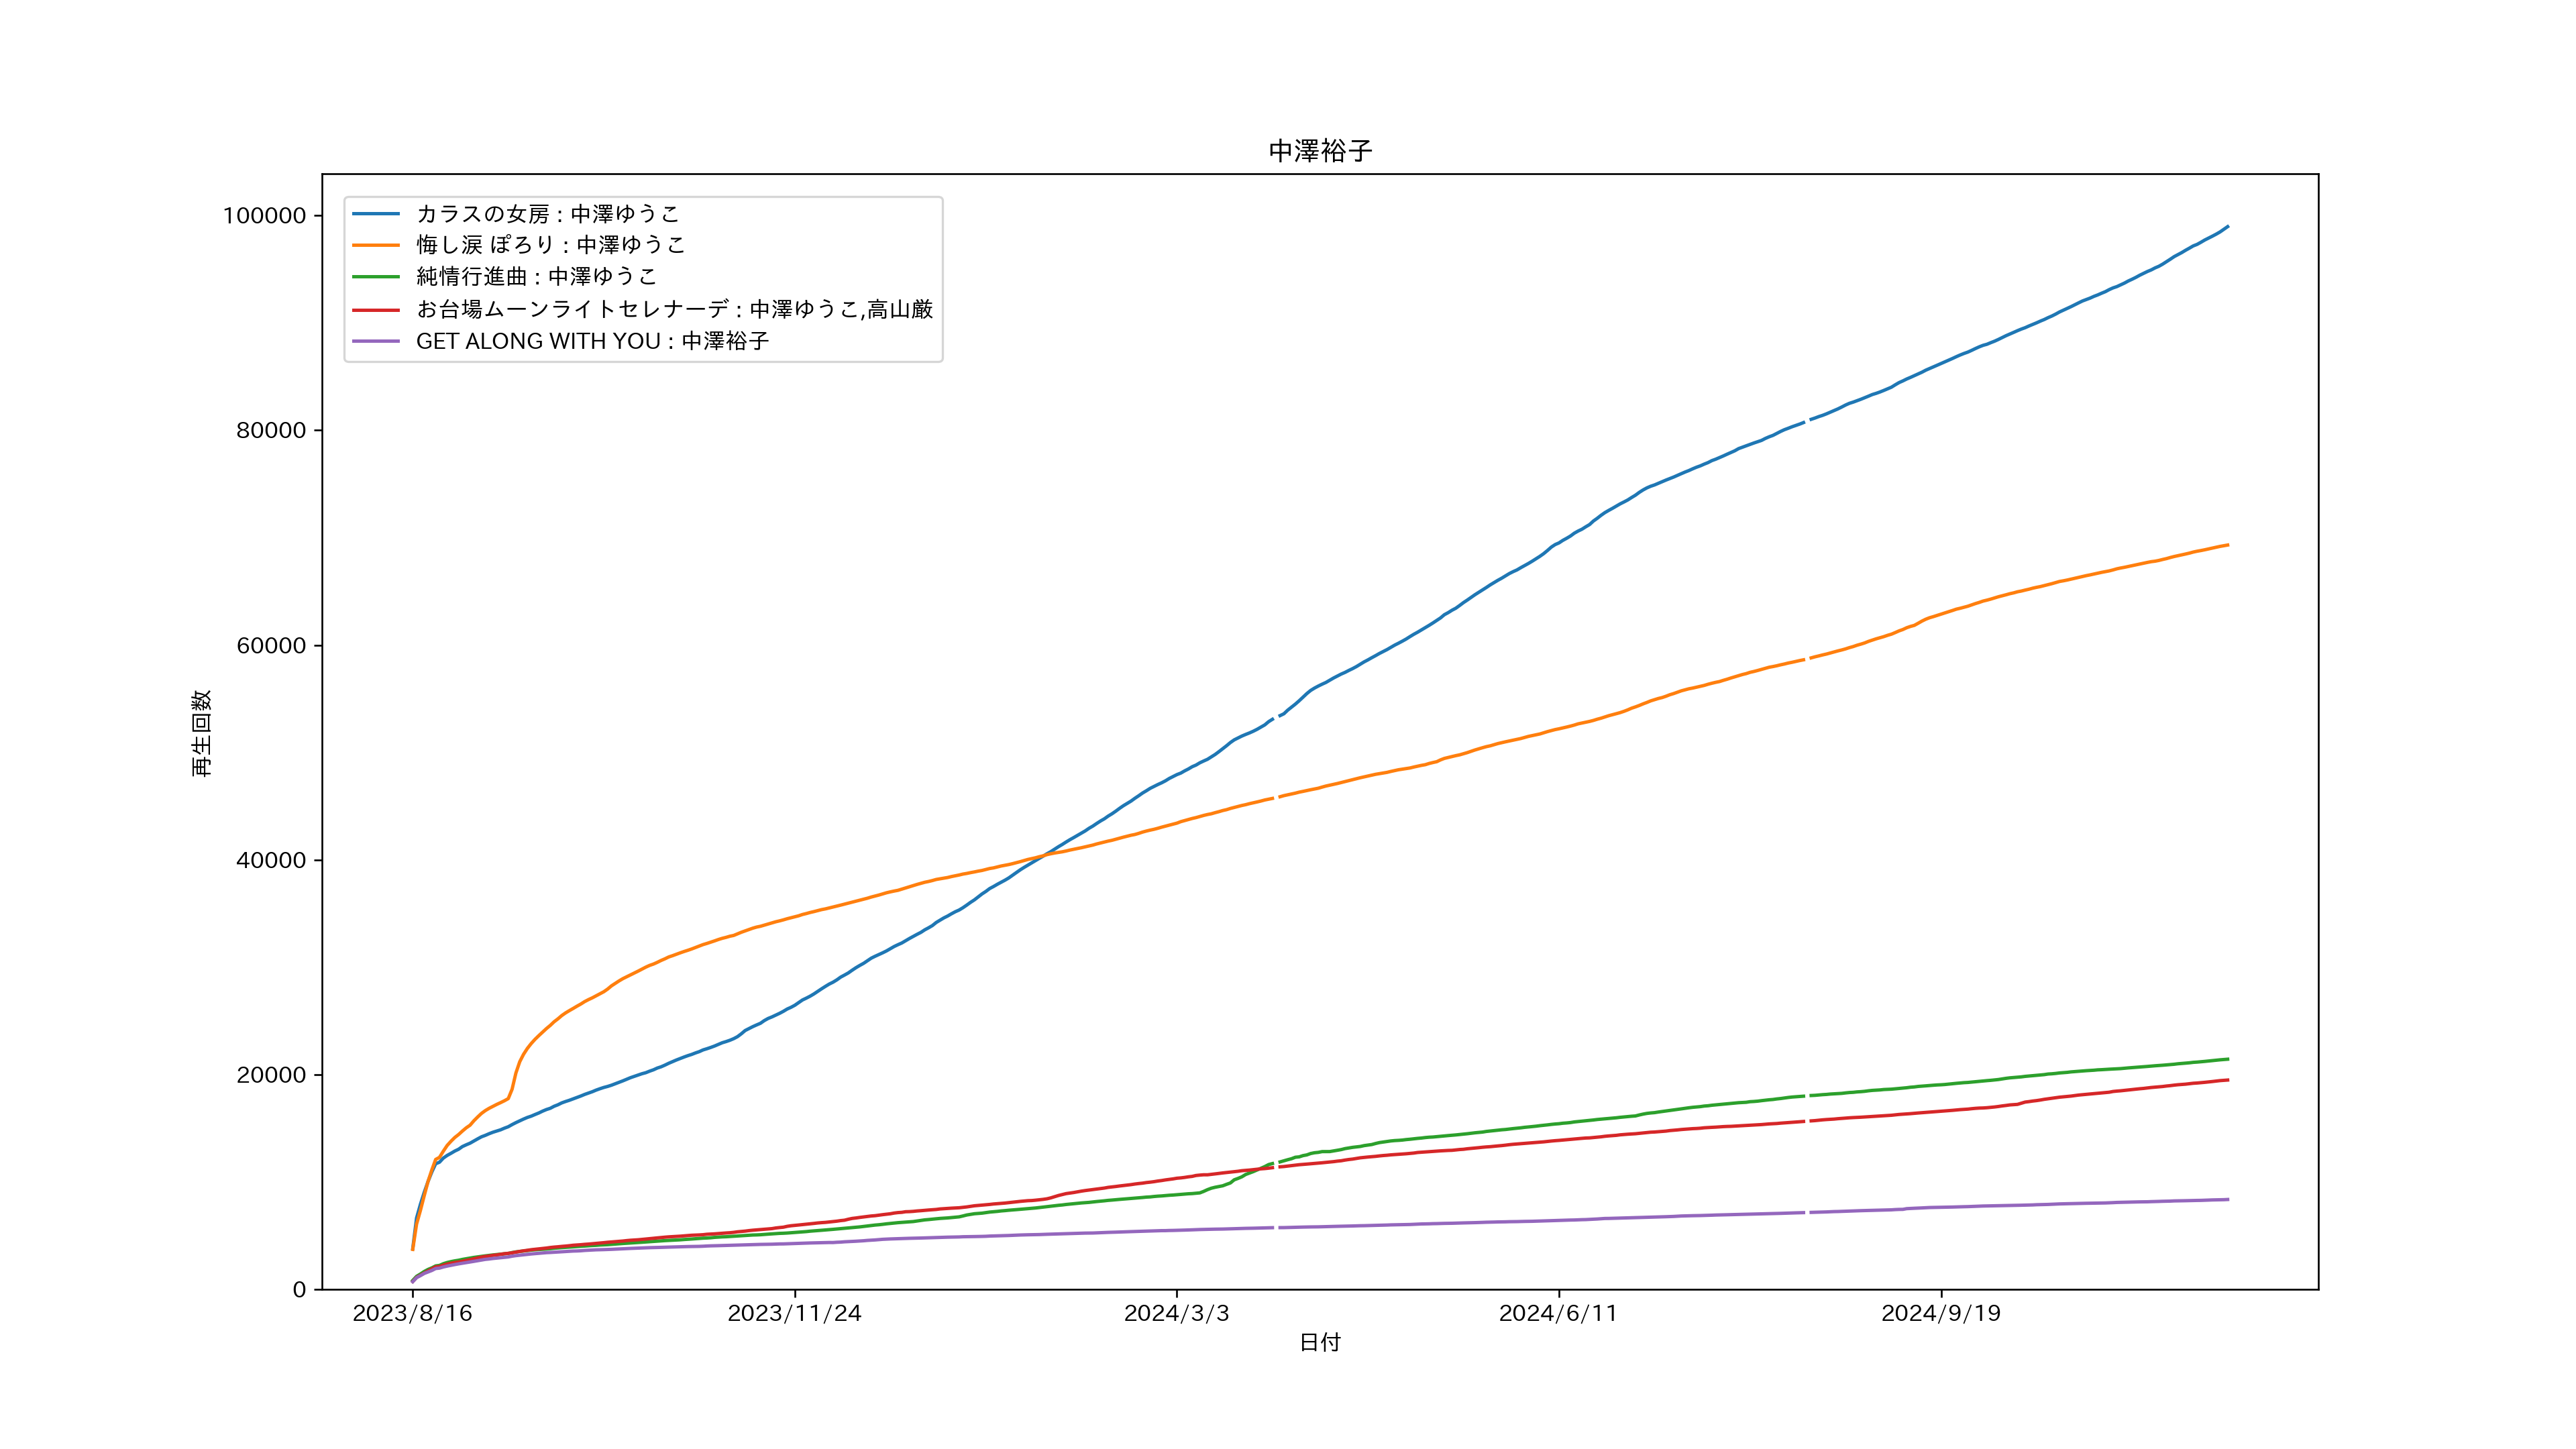 中澤裕子
カラスの女房 : 中澤ゆうこ
悔し涙 ぽろり : 中澤ゆうこ
純情行進曲 : 中澤ゆうこ
お台場ムーンライトセレナーデ : 中澤ゆうこ,高山厳
GET ALONG WITH YOU : 中澤裕子
100000
80000
60000
40000
20000
0
再生回数
2023/8/16
2023/11/24
2024/3/3
2024/6/11
2024/9/19
日付